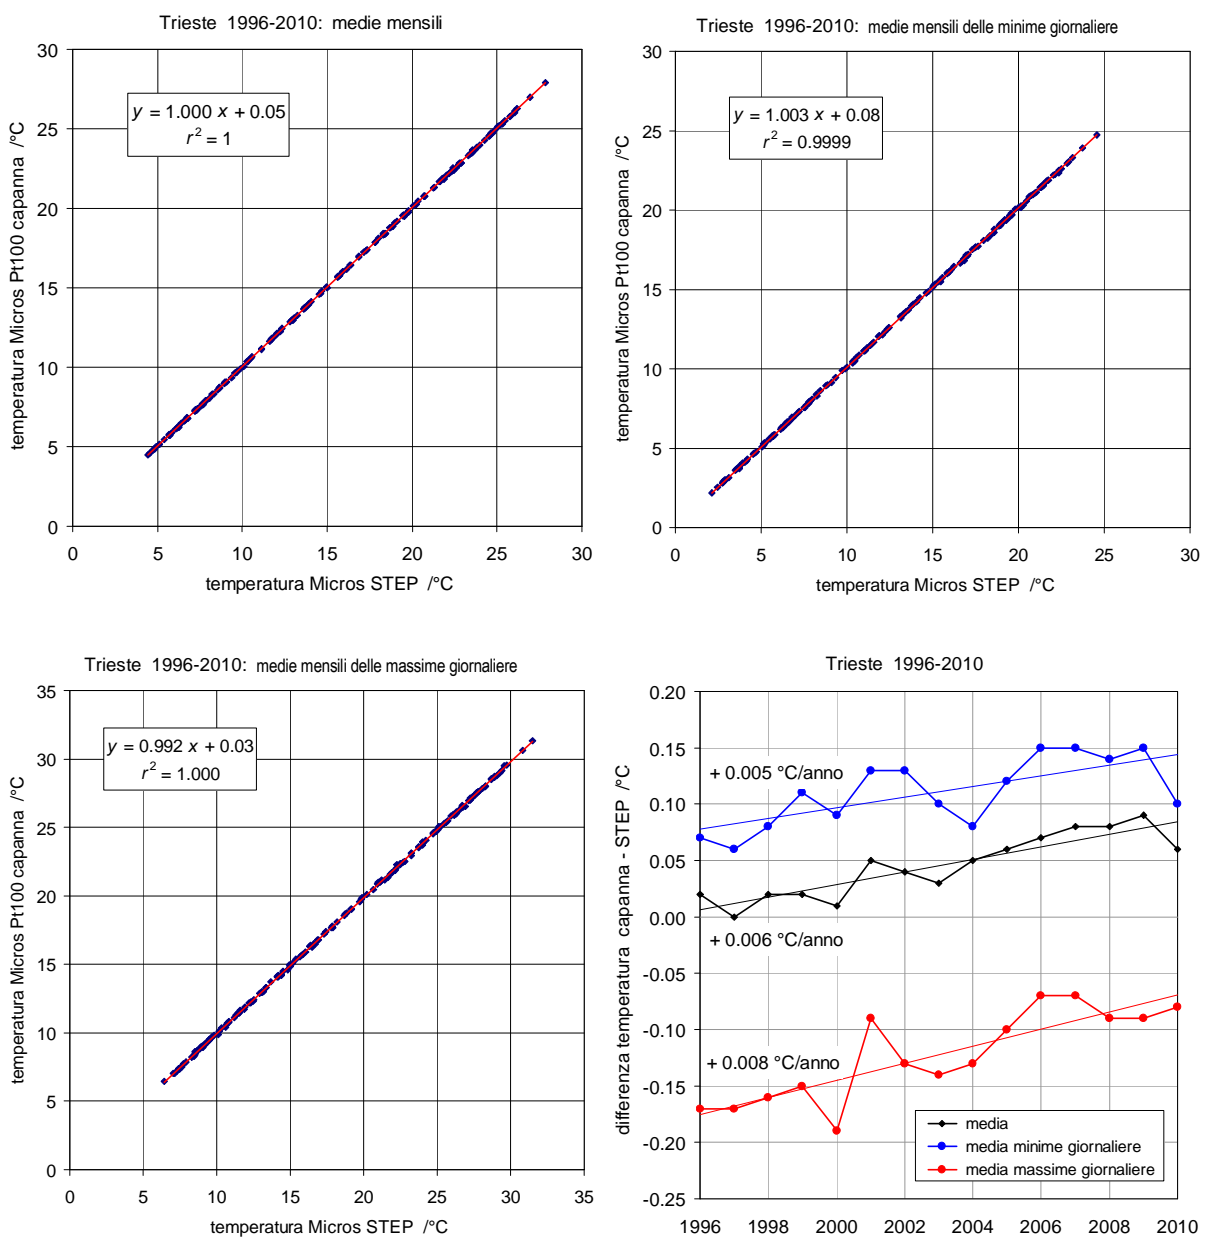 Trieste 1996-2010: medie mensili
temperatura Micros Pt100 capanna /°C
30
25
20
15
10
5
0
y = 1.000 x + 0.05
r² = 1
0 5 10 15 20 25 30
temperatura Micros STEP /°C
Trieste 1996-2010: medie mensili delle minime giornaliere
temperatura Micros Pt100 capanna /°C
30
25
20
15
10
5
0
y = 1.003 x + 0.08
r² = 0.9999
0 5 10 15 20 25 30
temperatura Micros STEP /°C
Trieste 1996-2010: medie mensili delle massime giornaliere
temperatura Micros Pt100 capanna /°C
35
30
25
20
15
10
5
0
y = 0.992 x + 0.03
r² = 1.000
0 5 10 15 20 25 30 35
temperatura Micros STEP /°C
Trieste 1996-2010
differenza temperatura capanna - STEP /°C
0.20
0.15
0.10
0.05
0.00
-0.05
-0.10
-0.15
-0.20
-0.25
+ 0.005 °C/anno
+ 0.006 °C/anno
+ 0.008 °C/anno
media
media minime giornaliere
media massime giornaliere
1996 1998 2000 2002 2004 2006 2008 2010